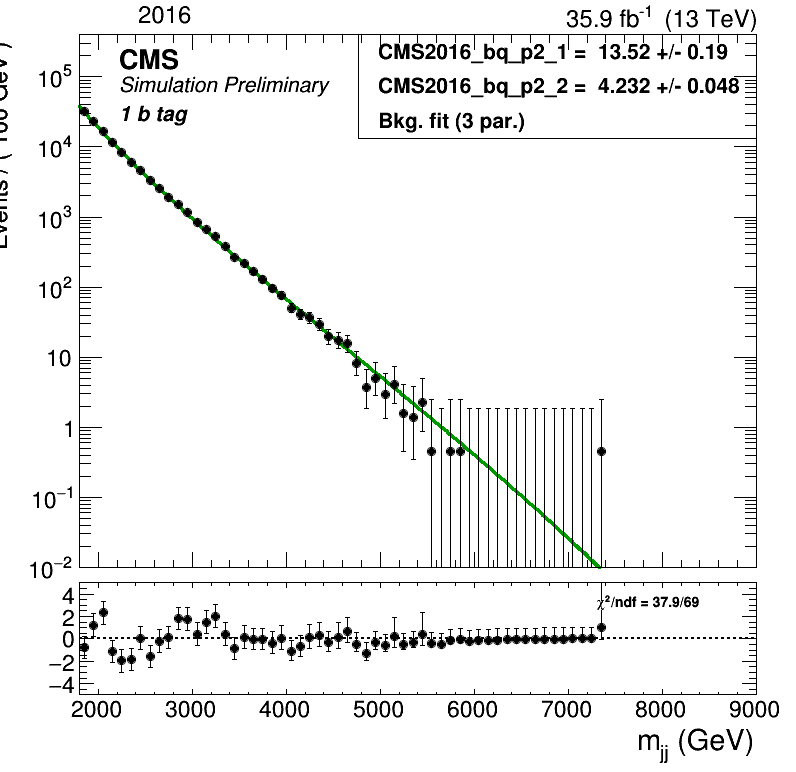 2016
35.9 fb⁻¹ (13 TeV)
CMS
Simulation Preliminary
1 b tag
CMS2016_bq_p2_1 = 13.52 +/- 0.19
CMS2016_bq_p2_2 = 4.232 +/- 0.048
Bkg. fit (3 par.)
10⁵
10⁴
10³
10²
10
1
10⁻¹
10⁻²
χ²/ndf = 37.9/69
4
2
0
−2
−4
2000 3000 4000 5000 6000 7000 8000 9000
m_jj (GeV)